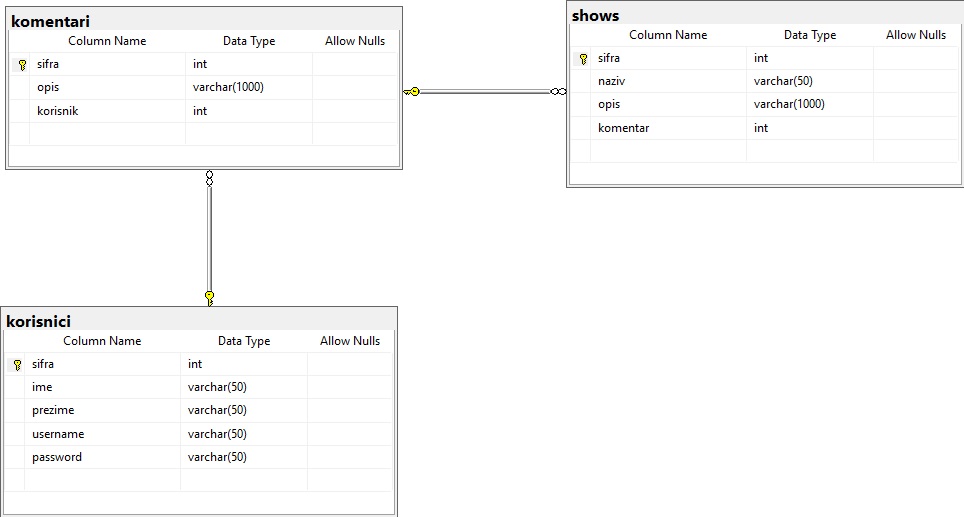 komentari
Column Name Data Type Allow Nulls
sifra int
opis varchar(1000)
korisnik int
shows
Column Name Data Type Allow Nulls
sifra int
naziv varchar(50)
opis varchar(1000)
komentar int
korisnici
Column Name Data Type Allow Nulls
sifra int
ime varchar(50)
prezime varchar(50)
username varchar(50)
password varchar(50)